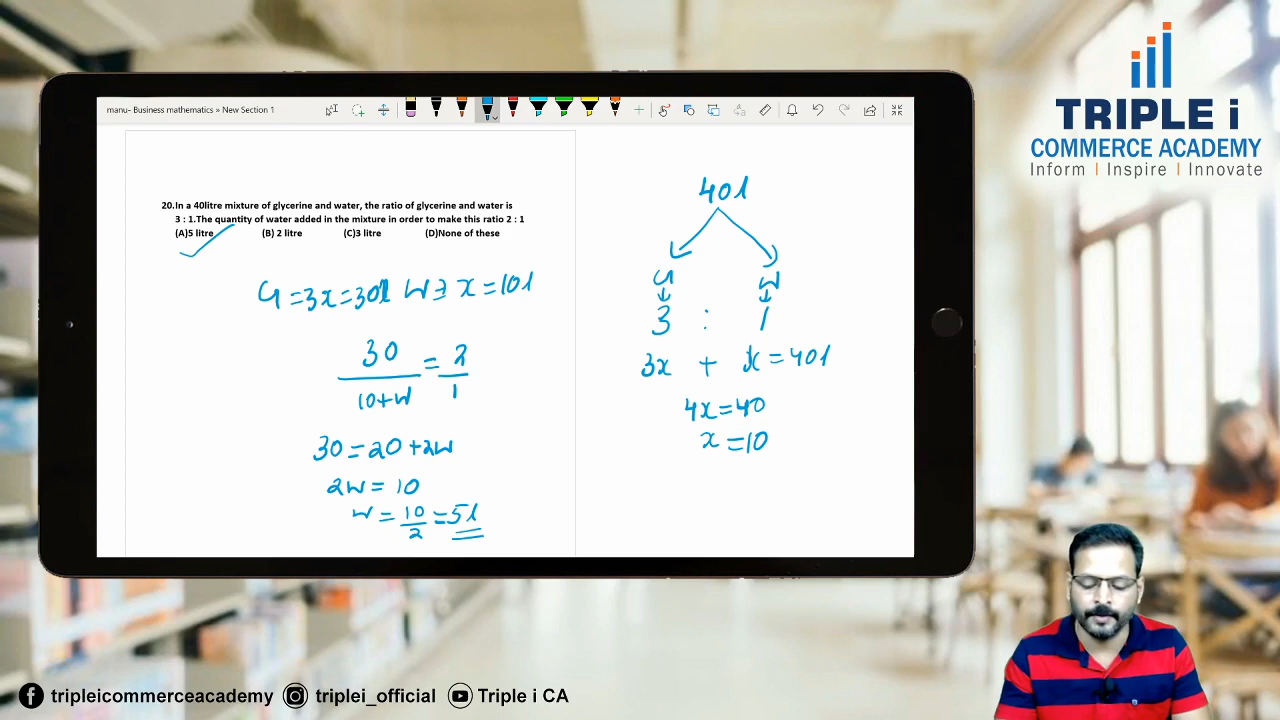 manu- Business mathematics » New Section 1
20.In a 40litre mixture of glycerine and water, the ratio of glycerine and water is
3 : 1.The quantity of water added in the mixture in order to make this ratio 2 : 1
(A)5 litre (B) 2 litre (C)3 litre (D)None of these
G = 3x = 30l W = x = 10l
30 / 10+W = 2 / 1
30 = 20 + 2W
2W = 10
W = 10/2 = 5l
40l
G W
3 : 1
3x + x = 40l
4x = 40
x = 10
TRIPLE i
COMMERCE ACADEMY
Inform | Inspire | Innovate
tripleicommerceacademy triplei_official Triple i CA